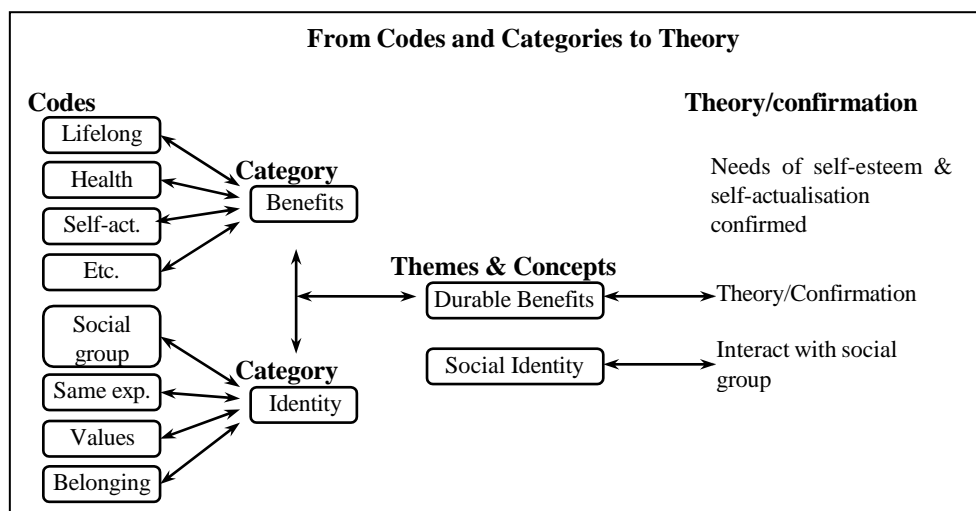 From Codes and Categories to Theory
Codes
Lifelong
Health
Self-act.
Etc.
Social
group
Same exp.
Values
Belonging
Category
Benefits
Category
Identity
Themes & Concepts
Durable Benefits
Social Identity
Theory/confirmation
Needs of self-esteem &
self-actualisation
confirmed
Theory/Confirmation
Interact with social
group